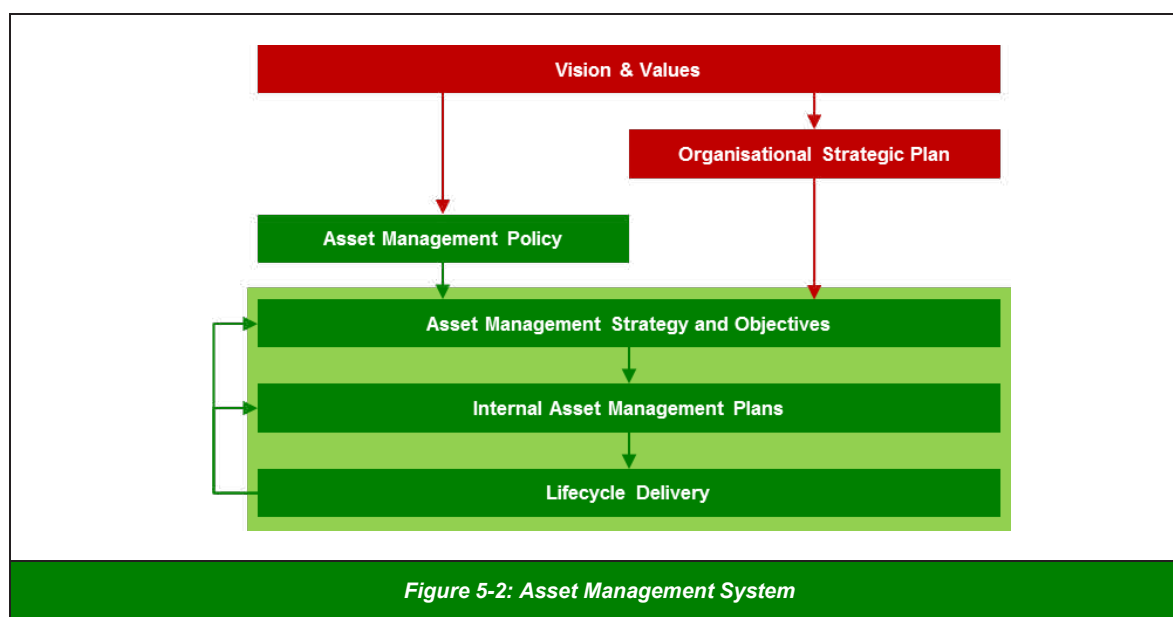 Vision & Values
Organisational Strategic Plan
Asset Management Policy
Asset Management Strategy and Objectives
Internal Asset Management Plans
Lifecycle Delivery
Figure 5-2: Asset Management System